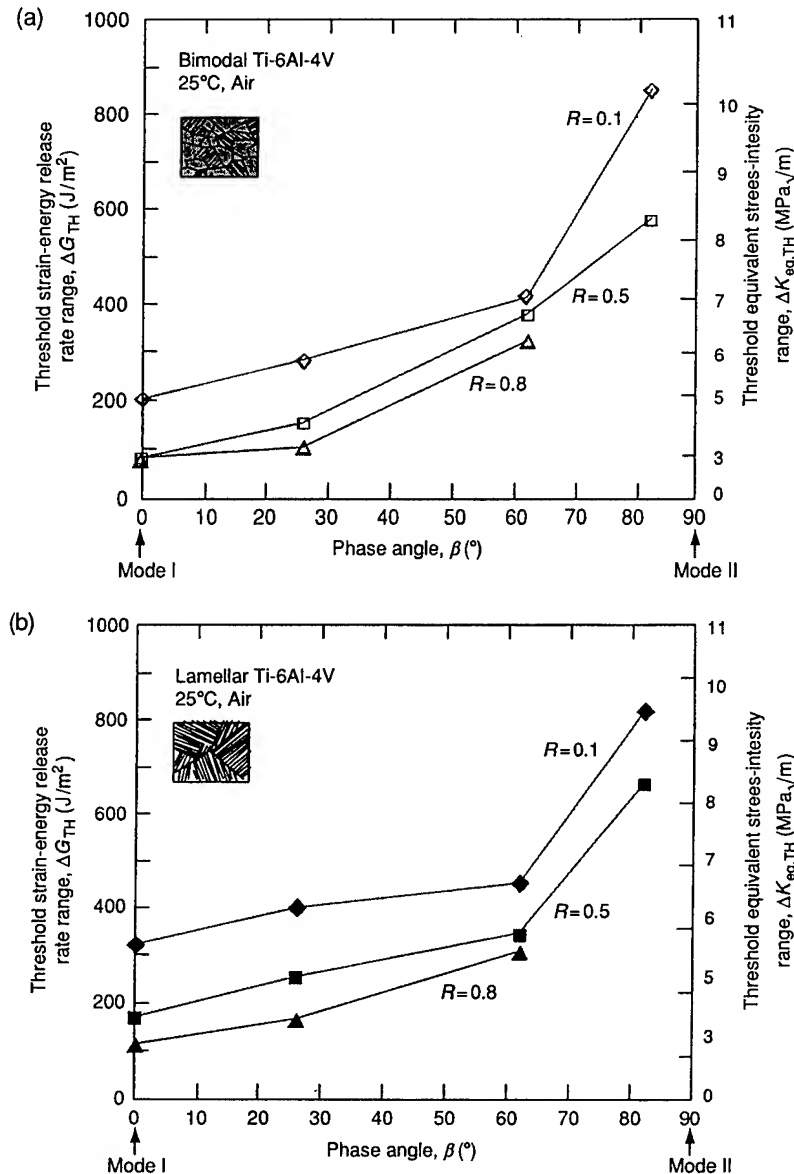 (a)
1000
800
600
400
200
0
Threshold strain-energy release
rate range, ΔG_TH (J/m²)
Bimodal Ti-6Al-4V
25°C, Air
R=0.1
R=0.5
R=0.8
11
10
9
8
7
6
5
3
0
Threshold equivalent strees-intesity
range, ΔK_eq,TH (MPa√m)
0 10 20 30 40 50 60 70 80 90
Phase angle, β(°)
Mode I
Mode II
(b)
1000
800
600
400
200
0
Threshold strain-energy release
rate range, ΔG_TH (J/m²)
Lamellar Ti-6Al-4V
25°C, Air
R=0.1
R=0.5
R=0.8
11
10
9
8
7
6
5
3
0
Threshold equivalent strees-intesity
range, ΔK_eq,TH (MPa√m)
0 10 20 30 40 50 60 70 80 90
Phase angle, β(°)
Mode I
Mode II